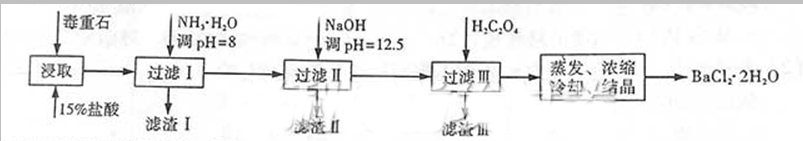 毒重石
NH₃·H₂O
调pH=8
NaOH
调pH=12.5
H₂C₂O₄
浸取
过滤Ⅰ
过滤Ⅱ
过滤Ⅲ
蒸发、浓缩
冷却、结晶
BaCl₂·2H₂O
15%盐酸
滤渣Ⅰ
滤渣Ⅱ
滤渣Ⅲ